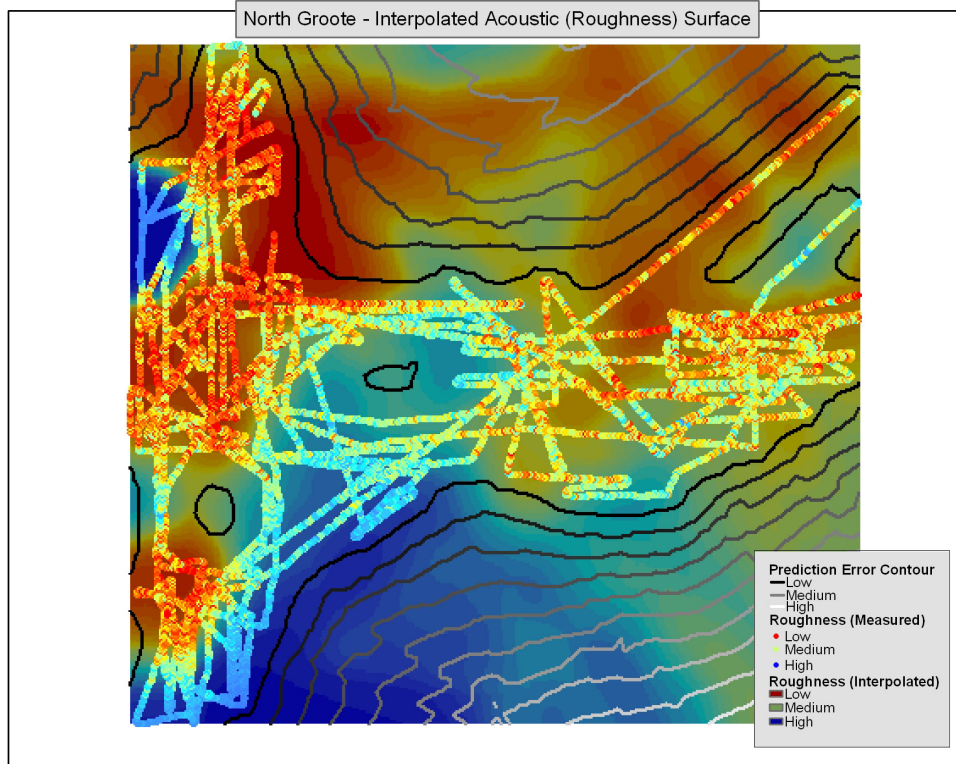 North Groote - Interpolated Acoustic (Roughness) Surface
Prediction Error Contour
Low
Medium
High
Roughness (Measured)
Low
Medium
High
Roughness (Interpolated)
Low
Medium
High